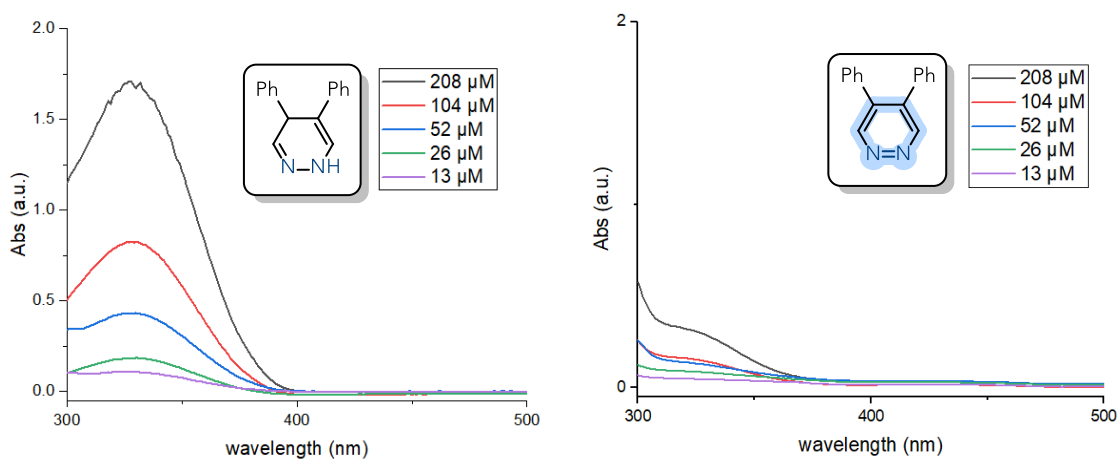 2.0
1.5
1.0
0.5
0.0
Abs (a.u.)
300
400
500
wavelength (nm)
Ph
Ph
N
NH
208 µM
104 µM
52 µM
26 µM
13 µM
2
0
Abs (a.u.)
300
400
500
wavelength (nm)
Ph
Ph
N=N
208 µM
104 µM
52 µM
26 µM
13 µM